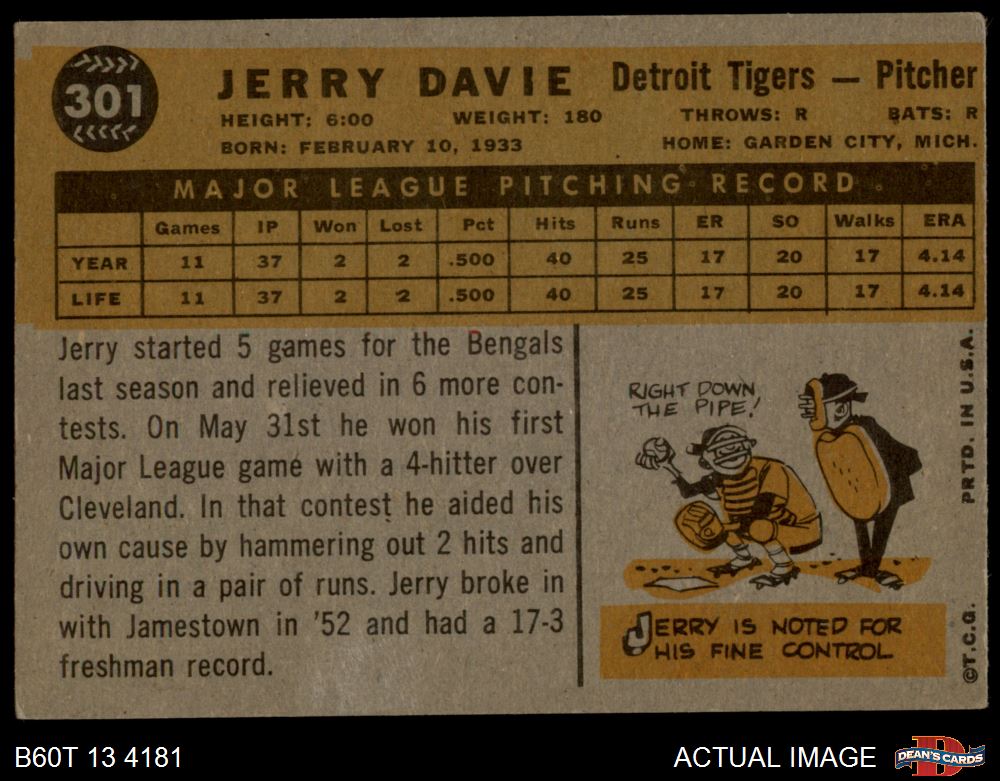 301
JERRY DAVIE Detroit Tigers — Pitcher
HEIGHT: 6:00 WEIGHT: 180 THROWS: R BATS: R
BORN: FEBRUARY 10, 1933 HOME: GARDEN CITY, MICH.
MAJOR LEAGUE PITCHING RECORD
Games IP Won Lost Pct Hits Runs ER SO Walks ERA
YEAR 11 37 2 2 .500 40 25 17 20 17 4.14
LIFE 11 37 2 2 .500 40 25 17 20 17 4.14
Jerry started 5 games for the Bengals
last season and relieved in 6 more con-
tests. On May 31st he won his first
Major League game with a 4-hitter over
Cleveland. In that contest he aided his
own cause by hammering out 2 hits and
driving in a pair of runs. Jerry broke in
with Jamestown in '52 and had a 17-3
freshman record.
RIGHT DOWN
THE PIPE!
JERRY IS NOTED FOR
HIS FINE CONTROL.
©T.C.G. PRTD. IN U.S.A.
B60T 13 4181 ACTUAL IMAGE
D
DEAN'S CARDS